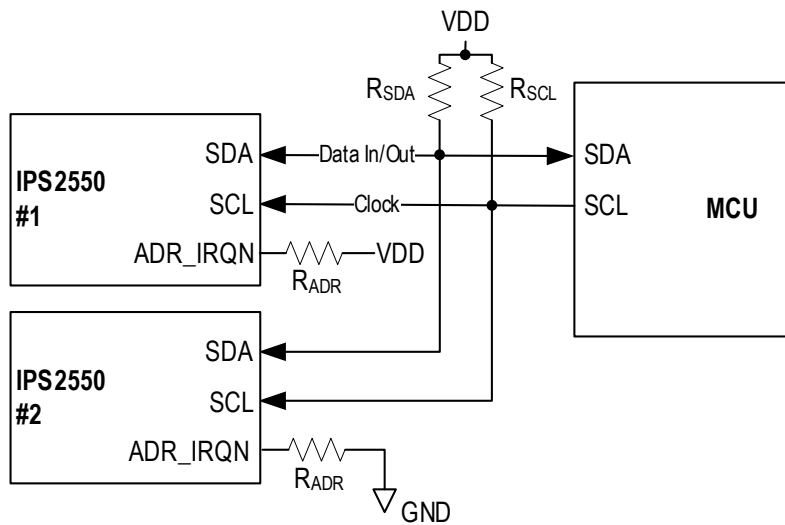 VDD
RSDA
RSCL
SDA
Data In/Out
SDA
IPS2550
#1
SCL
Clock
SCL
MCU
ADR_IRQN
VDD
RADR
SDA
IPS2550
#2
SCL
ADR_IRQN
RADR
GND